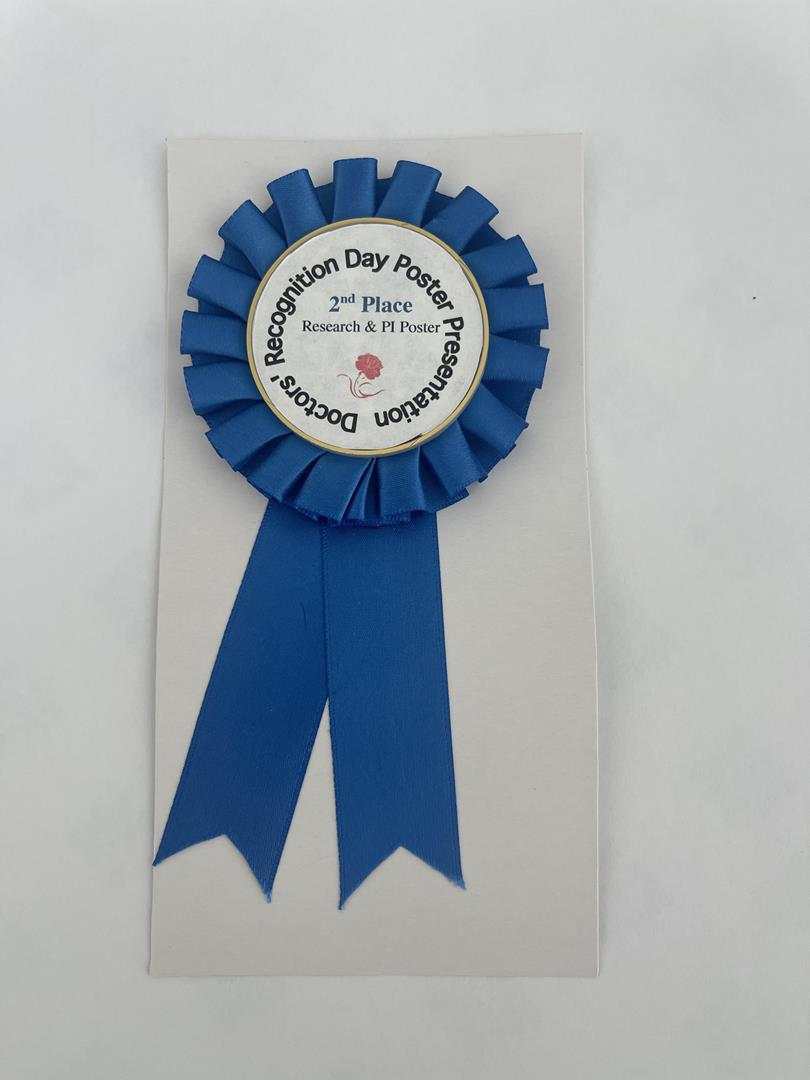 Doctors' Recognition Day Poster Presentation
2nd Place
Research & PI Poster